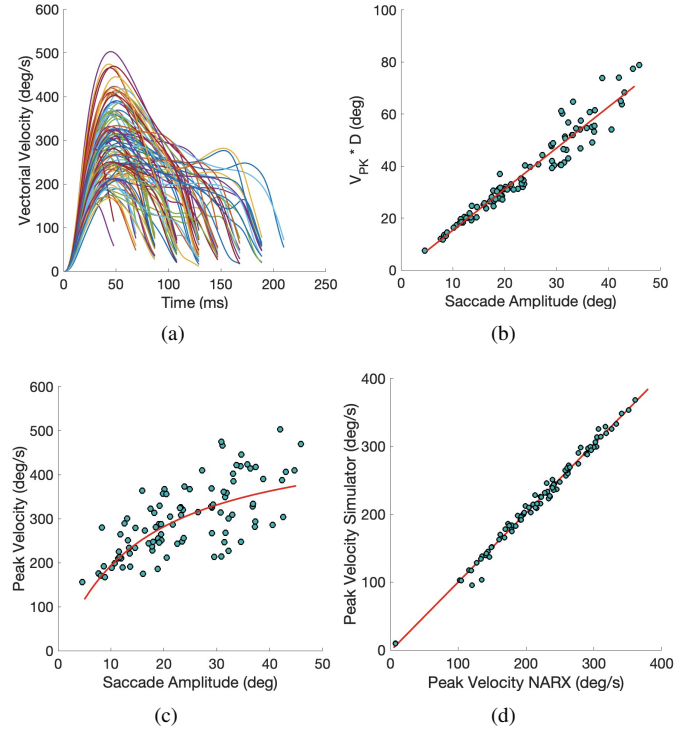 600
500
400
300
200
100
0
0 50 100 150 200 250
Vectorial Velocity (deg/s)
Time (ms)
(a)
100
80
60
40
20
0
0 10 20 30 40 50
V_PK * D (deg)
Saccade Amplitude (deg)
(b)
600
500
400
300
200
100
0
0 10 20 30 40 50
Peak Velocity (deg/s)
Saccade Amplitude (deg)
(c)
400
300
200
100
0
0 100 200 300 400
Peak Velocity Simulator (deg/s)
Peak Velocity NARX (deg/s)
(d)